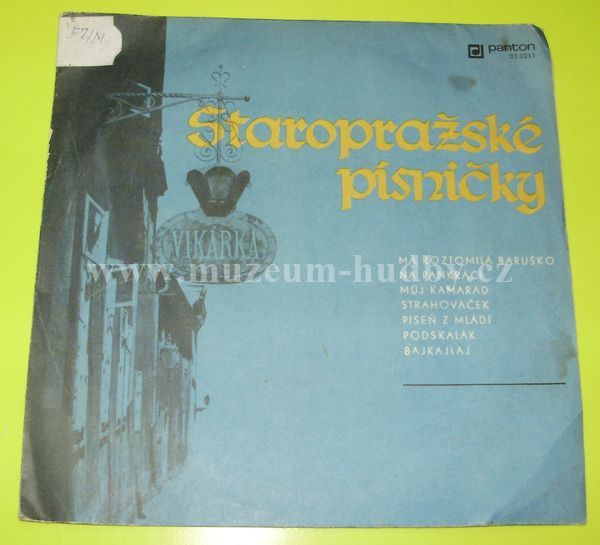 57/M
panton
03 0211
Staropražské
písničky
VIKÁRKA
MÁ ROZTOMILÁ BARUŠKO
NA PANKRÁCI
MŮJ KAMARÁD
STRAHOVÁČEK
PÍSEŇ Z MLÁDÍ
PODSKALÁK
BAJKAJLAJ
www.muzeum-hudby.cz